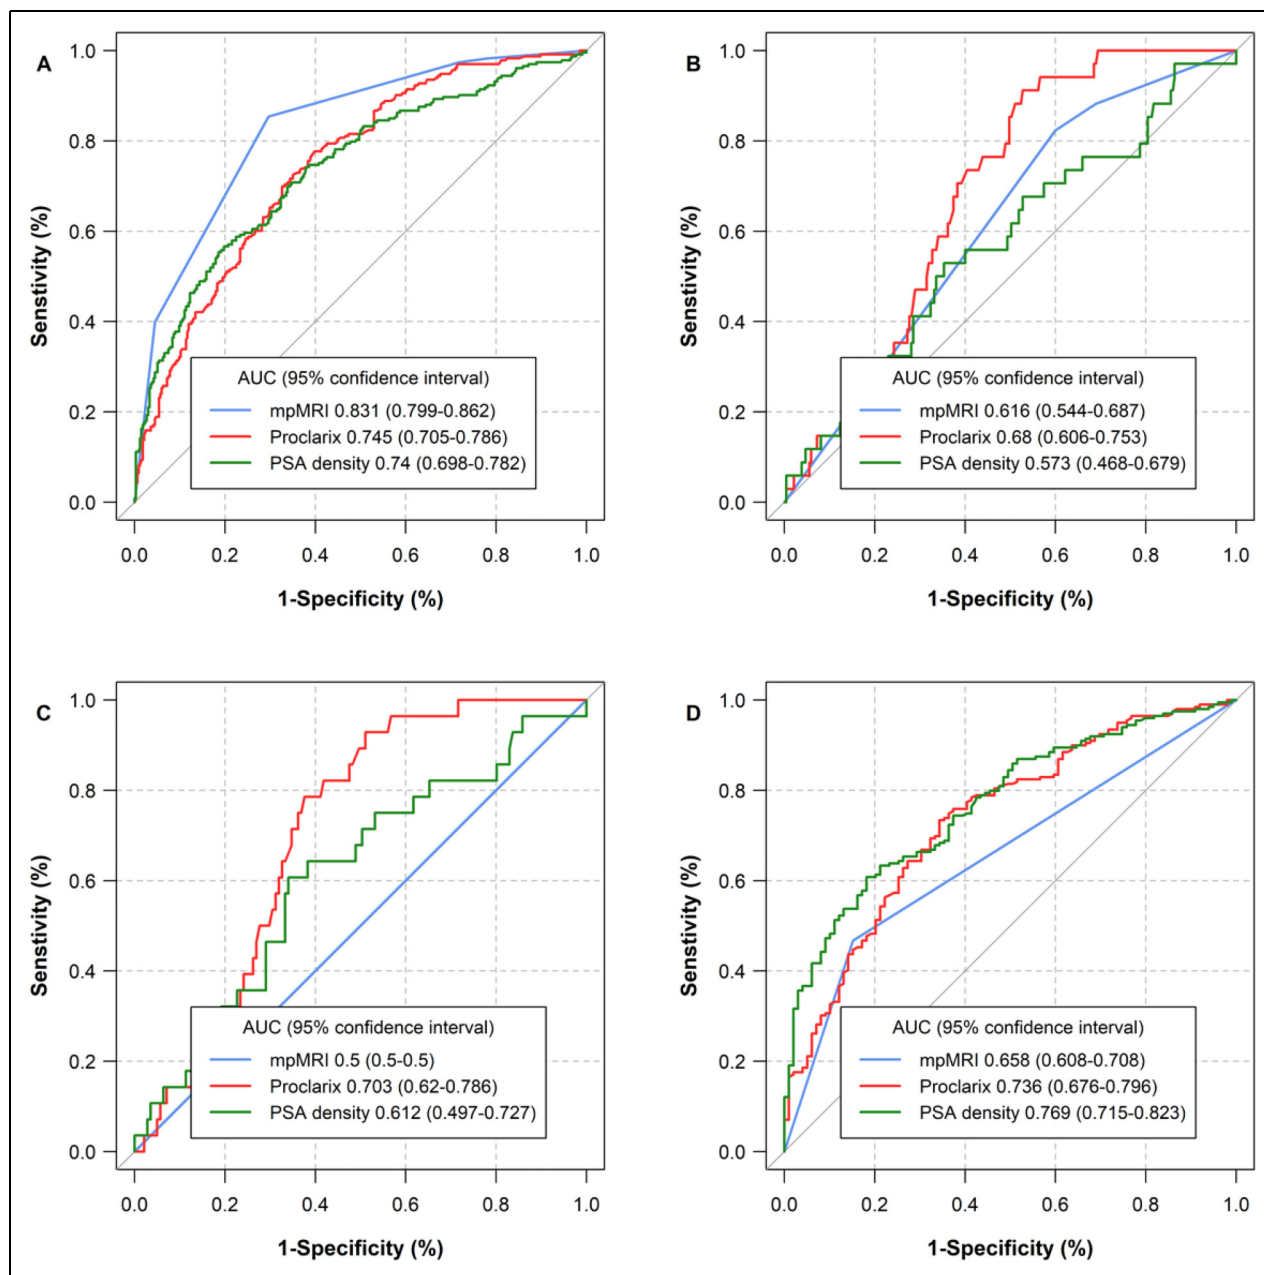 A
1.0
0.8
0.6
0.4
0.2
0.0
Senstivity (%)
AUC (95% confidence interval)
mpMRI 0.831 (0.799-0.862)
Proclarix 0.745 (0.705-0.786)
PSA density 0.74 (0.698-0.782)
0.0 0.2 0.4 0.6 0.8 1.0
1-Specificity (%)
B
1.0
0.8
0.6
0.4
0.2
0.0
Senstivity (%)
AUC (95% confidence interval)
mpMRI 0.616 (0.544-0.687)
Proclarix 0.68 (0.606-0.753)
PSA density 0.573 (0.468-0.679)
0.0 0.2 0.4 0.6 0.8 1.0
1-Specificity (%)
C
1.0
0.8
0.6
0.4
0.2
0.0
Senstivity (%)
AUC (95% confidence interval)
mpMRI 0.5 (0.5-0.5)
Proclarix 0.703 (0.62-0.786)
PSA density 0.612 (0.497-0.727)
0.0 0.2 0.4 0.6 0.8 1.0
1-Specificity (%)
D
1.0
0.8
0.6
0.4
0.2
0.0
Senstivity (%)
AUC (95% confidence interval)
mpMRI 0.658 (0.608-0.708)
Proclarix 0.736 (0.676-0.796)
PSA density 0.769 (0.715-0.823)
0.0 0.2 0.4 0.6 0.8 1.0
1-Specificity (%)